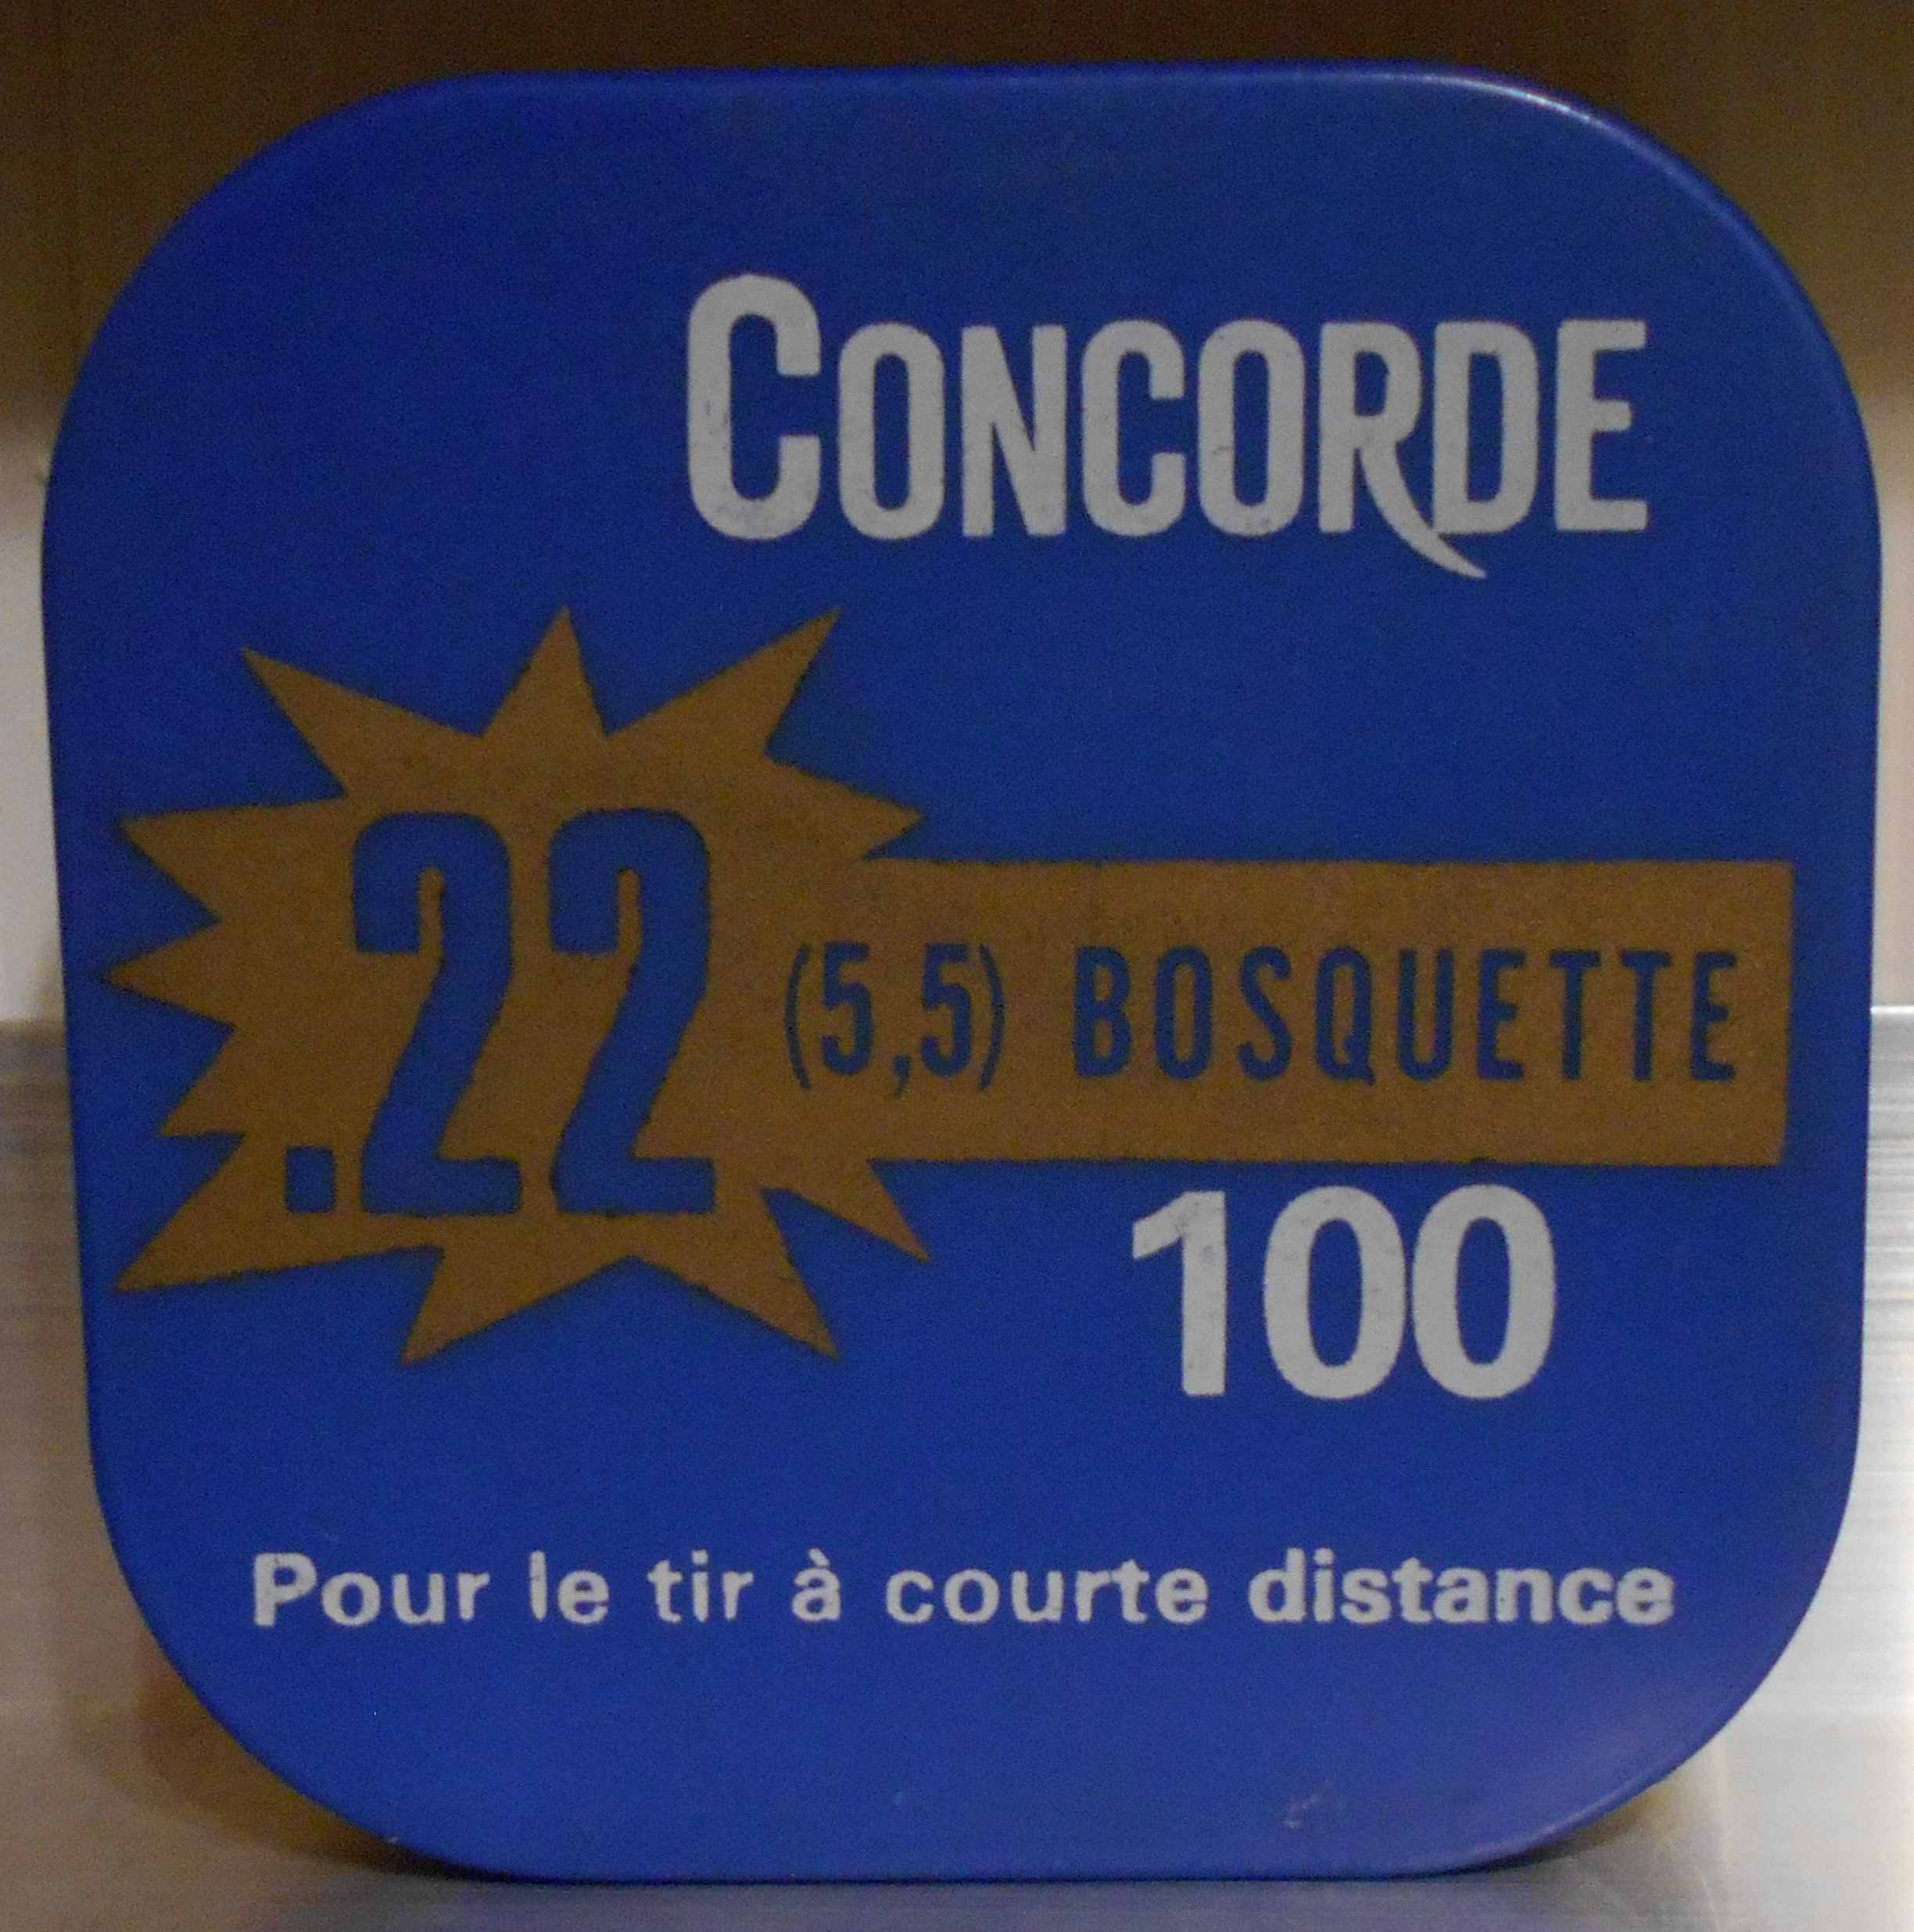 CONCORDE
.22 (5,5) BOSQUETTE
100
Pour le tir à courte distance